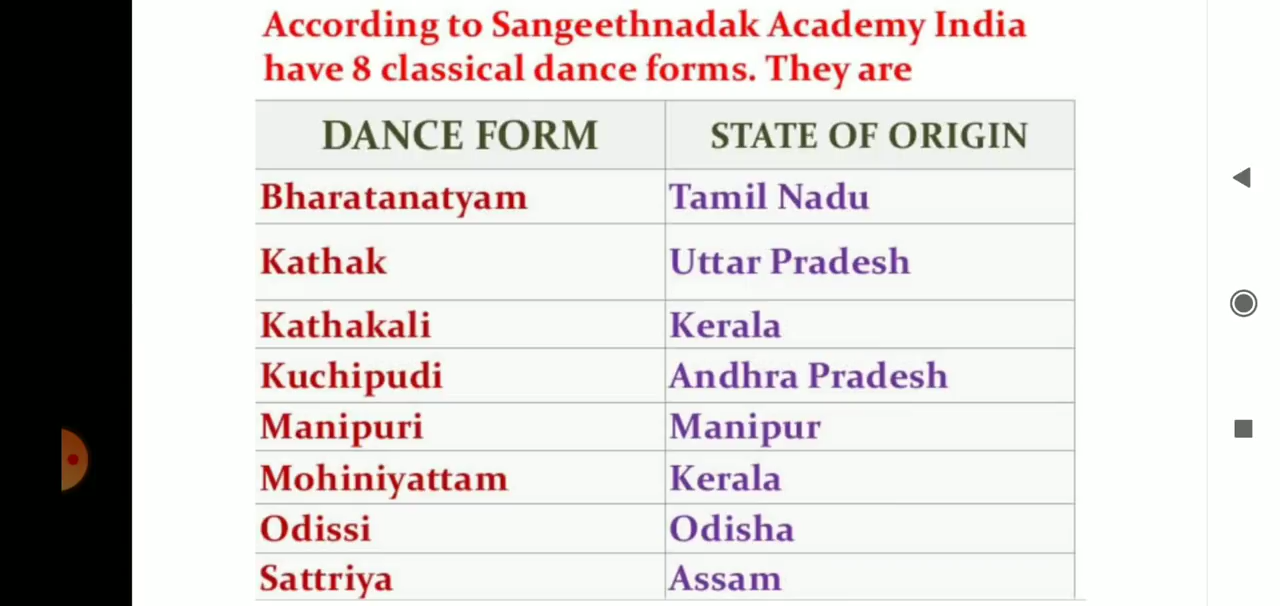 According to Sangeethnadak Academy India
have 8 classical dance forms. They are
DANCE FORM STATE OF ORIGIN
Bharatanatyam Tamil Nadu
Kathak Uttar Pradesh
Kathakali Kerala
Kuchipudi Andhra Pradesh
Manipuri Manipur
Mohiniyattam Kerala
Odissi Odisha
Sattriya Assam